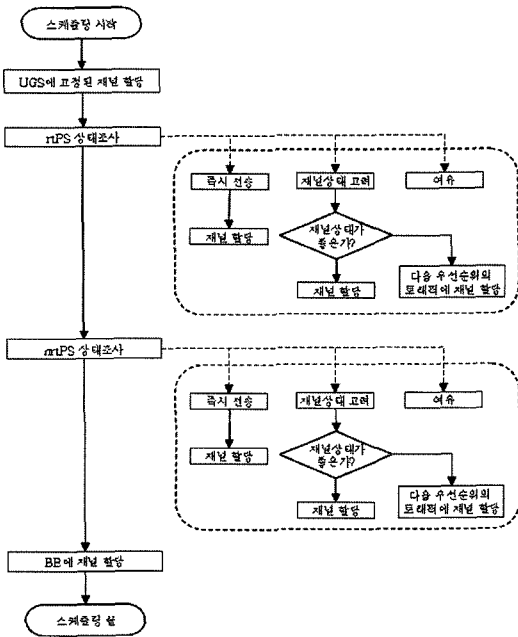 스케줄링 시작
UGS에 고정된 채널 할당
rtPS 상태조사
즉시 전송
채널상태 고려
여유
채널 할당
채널상태가
좋은가?
채널 할당
다음 우선순위의
트래픽에 채널 할당
nrtPS 상태조사
즉시 전송
채널상태 고려
여유
채널 할당
채널상태가
좋은가?
채널 할당
다음 우선순위의
트래픽에 채널 할당
BE에 채널 할당
스케줄링 끝